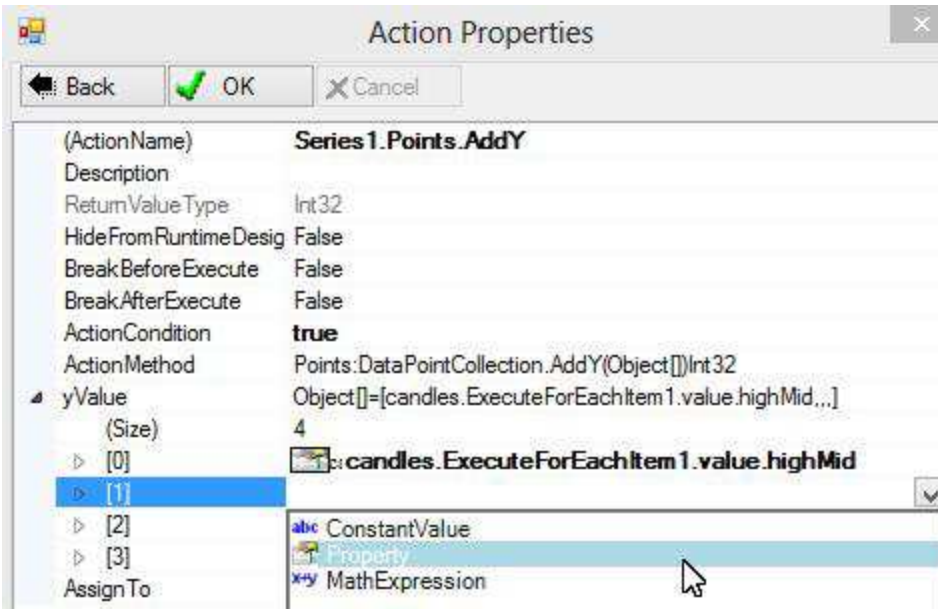 Action Properties
Back OK Cancel
(ActionName) Series1.Points.AddY
Description
ReturnValueType Int32
HideFromRuntimeDesig False
BreakBeforeExecute False
BreakAfterExecute False
ActionCondition true
ActionMethod Points:DataPointCollection.AddY(Object[])Int32
yValue Object[]=[candles.ExecuteForEachItem1.value.highMid,,,]
(Size) 4
[0] candles.ExecuteForEachItem1.value.highMid
[1]
[2] abc ConstantValue
Property
[3] x+y MathExpression
AssignTo